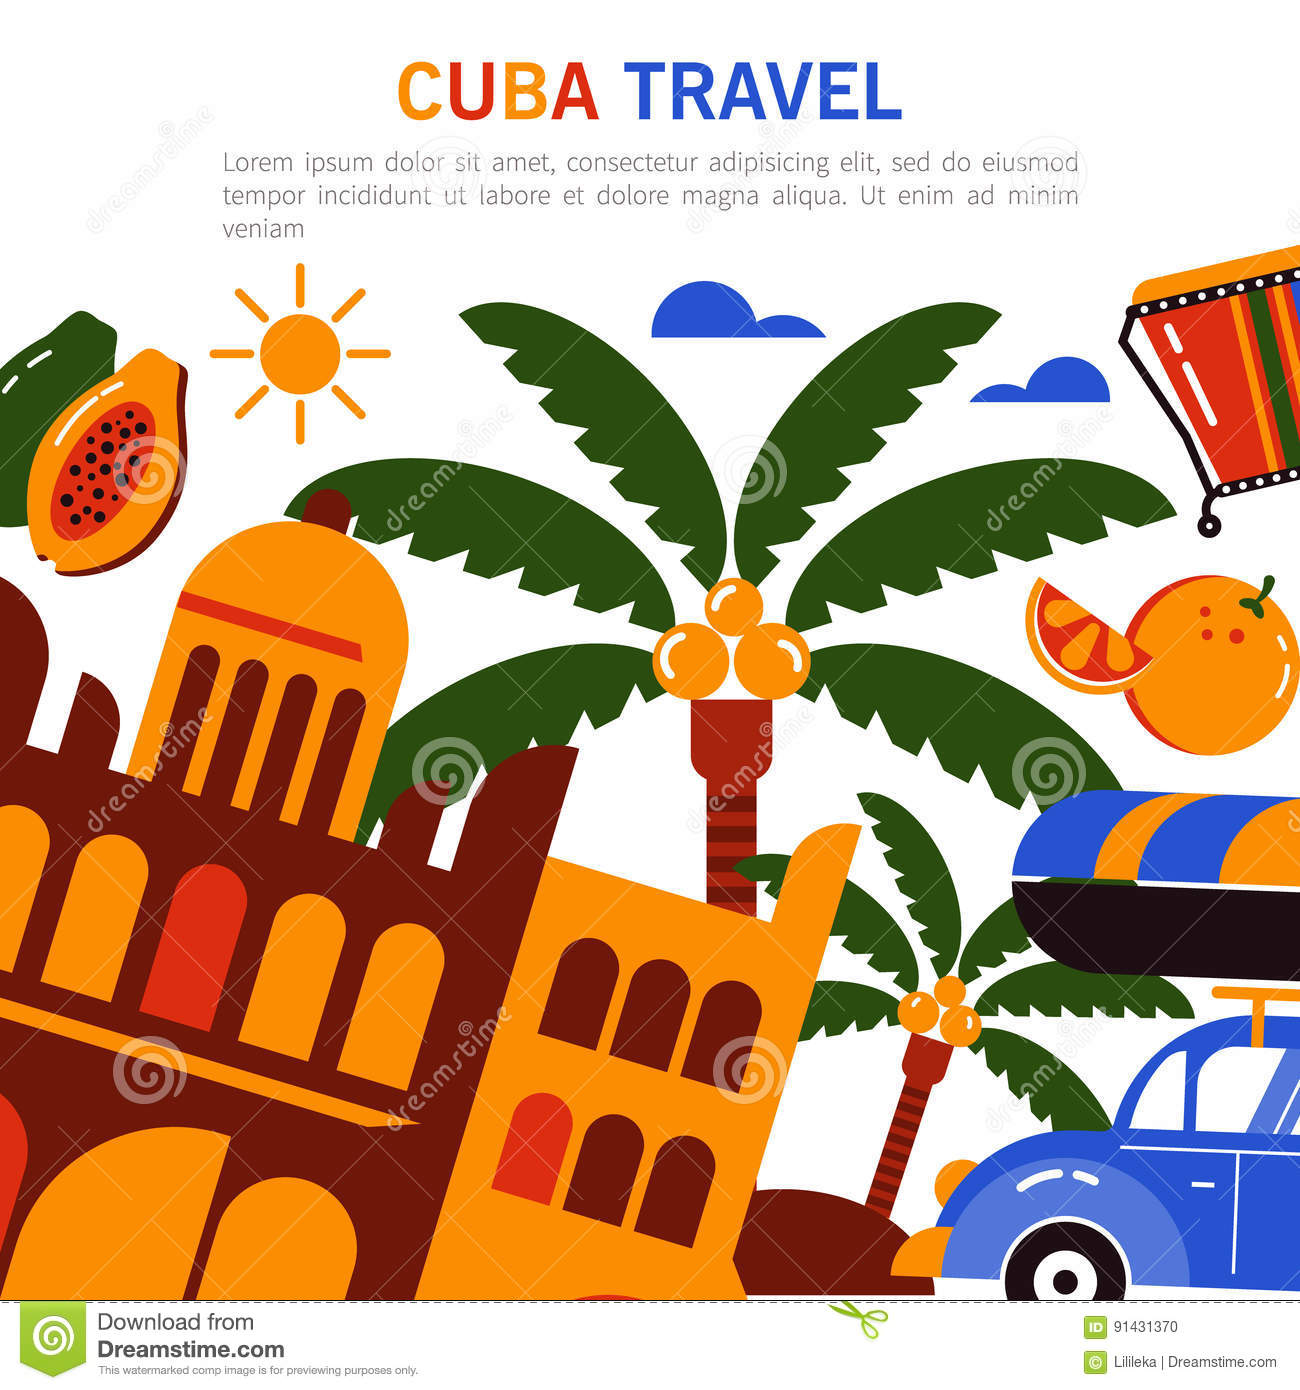 CUBA TRAVEL
Lorem ipsum dolor sit amet, consectetur adipisicing elit, sed do eiusmod
tempor incididunt ut labore et dolore magna aliqua. Ut enim ad minim
veniam
Download from
Dreamstime.com
This watermarked comp image is for previewing purposes only.
ID 91431370
© Lilileka | Dreamstime.com